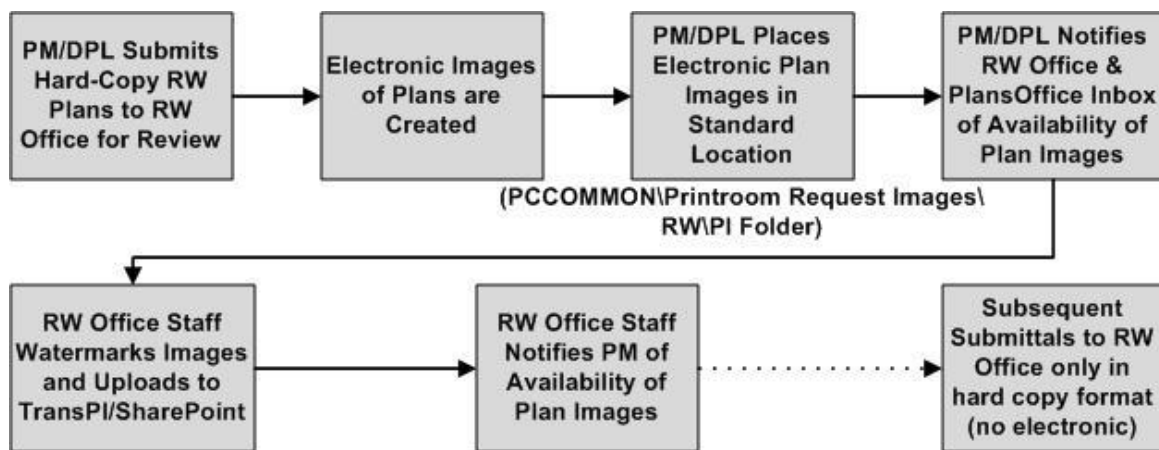 PM/DPL Submits
Hard-Copy RW
Plans to RW
Office for Review
Electronic Images
of Plans are
Created
PM/DPL Places
Electronic Plan
Images in
Standard
Location
PM/DPL Notifies
RW Office &
PlansOffice Inbox
of Availability of
Plan Images
(PCCOMMON\Printroom Request Images\
RW\PI Folder)
RW Office Staff
Watermarks Images
and Uploads to
TransPI/SharePoint
RW Office Staff
Notifies PM of
Availability of
Plan Images
Subsequent
Submittals to RW
Office only in
hard copy format
(no electronic)